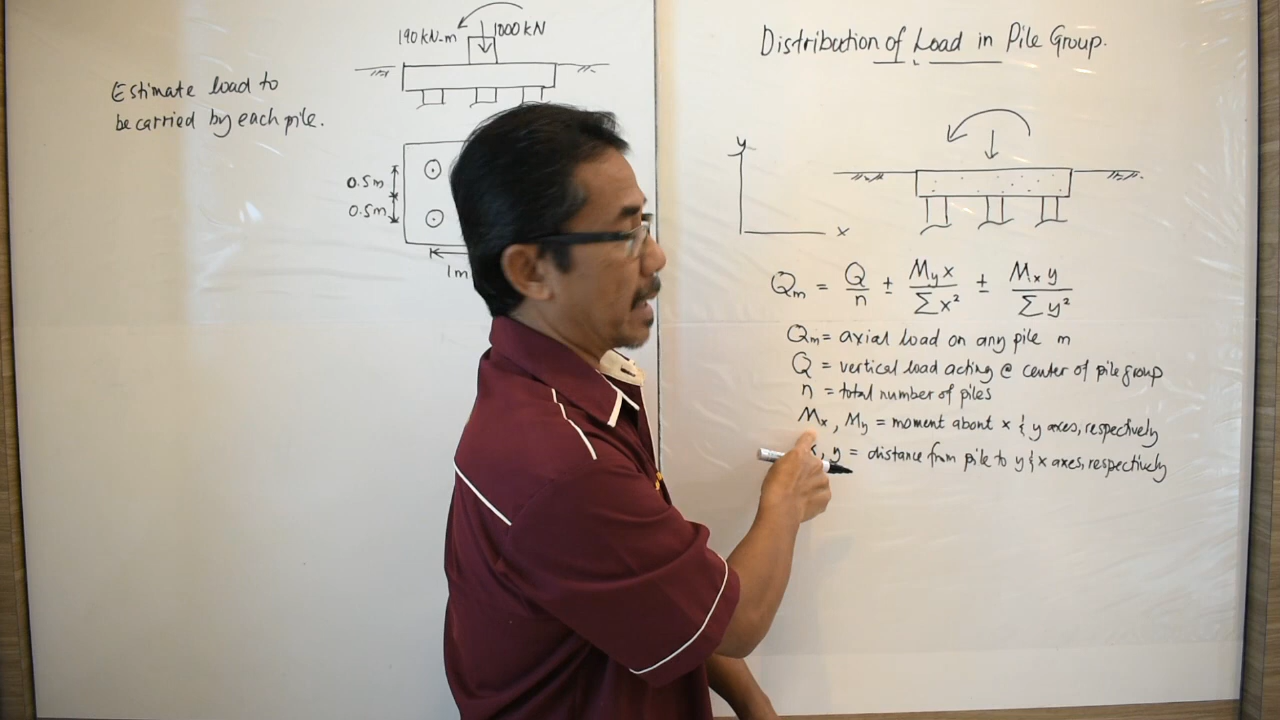 190 kN-m
1000 kN
Estimate load to
be carried by each pile.
0.5m
0.5m
1m
Distribution of Load in Pile Group.
y
x
Qm = Q/n ± My x/∑x² ± Mx y/∑y²
Qm = axial load on any pile m
Q = vertical load acting @ center of pile group
n = total number of piles
Mx, My = moment about x & y axes, respectively
x, y = distance from pile to y & x axes, respectively